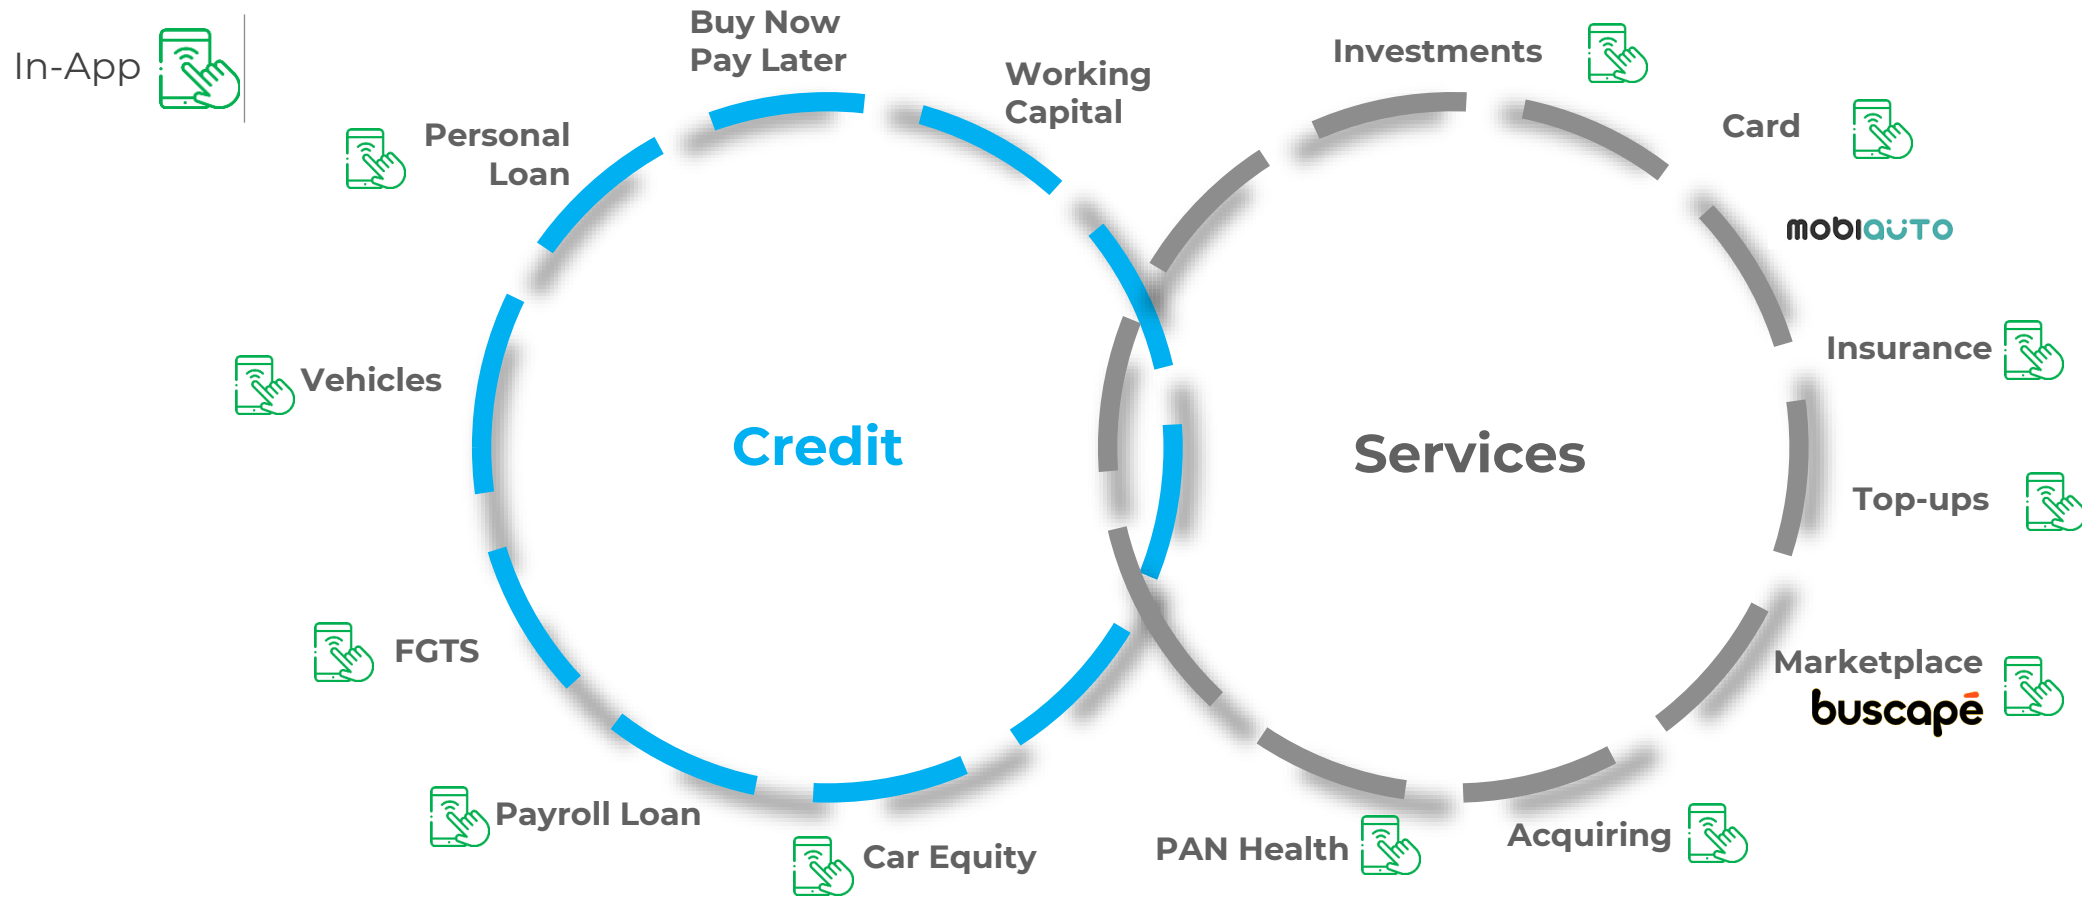 In-App
Buy Now
Pay Later
Working
Capital
Personal
Loan
Vehicles
FGTS
Payroll Loan
Car Equity
Credit
Investments
Card
mobiauto
Insurance
Top-ups
Marketplace
buscapé
Acquiring
PAN Health
Services